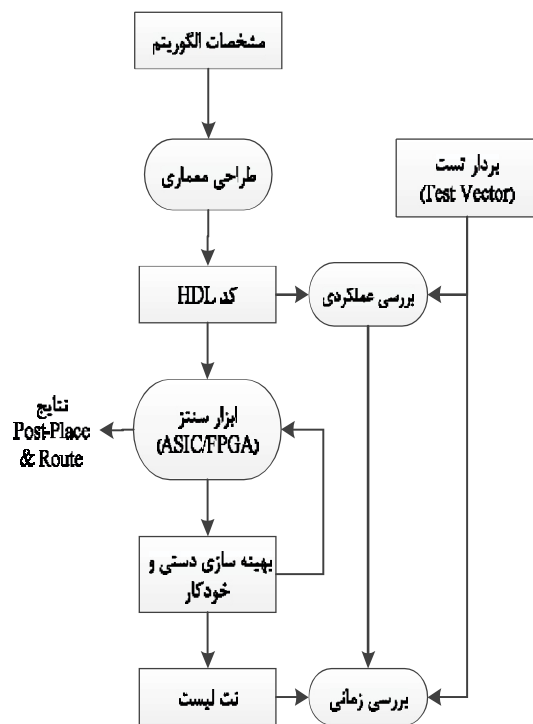 مشخصات الگوریتم
طراحی معماری
بردار تست
(Test Vector)
کد HDL
بررسی عملکردی
ابزار سنتز
(ASIC/FPGA)
نتایج
Post-Place
& Route
بهینه سازی دستی و
خودکار
نت لیست
بررسی زمانی